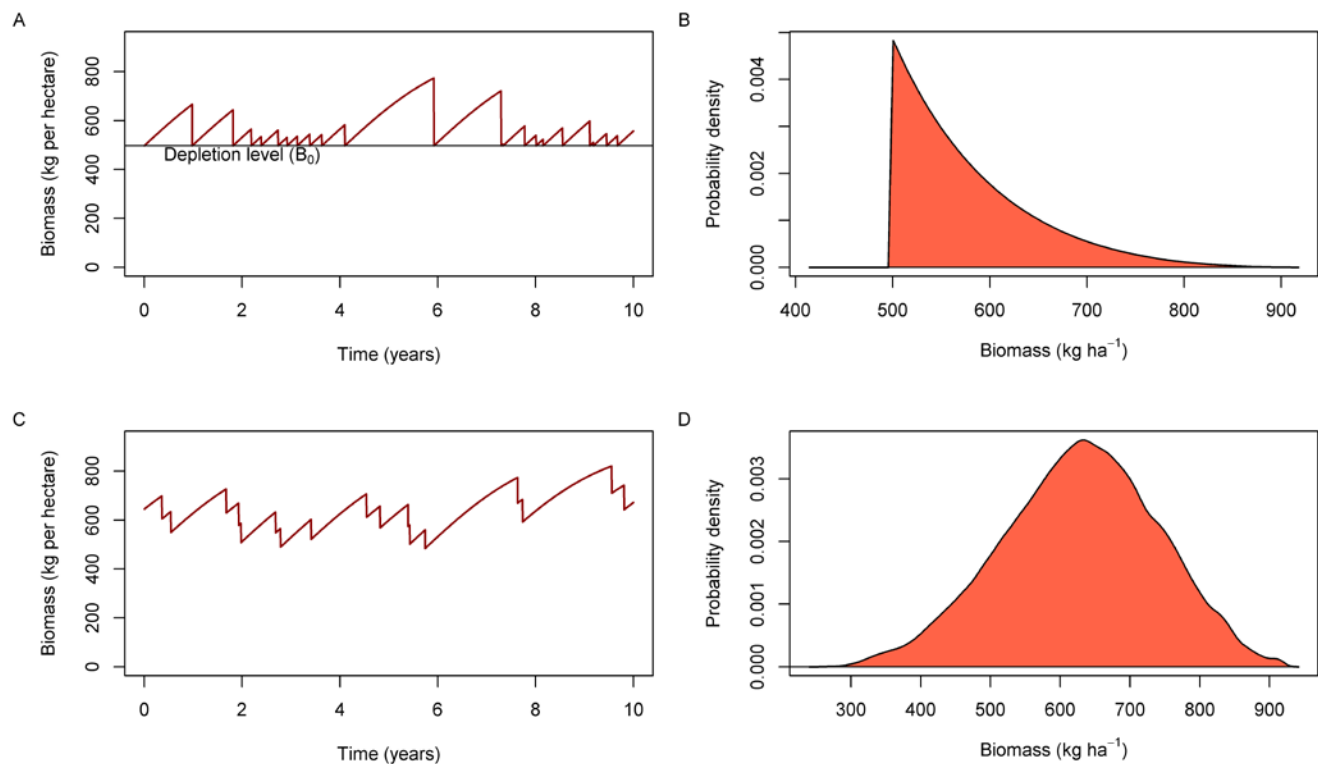 A
Biomass (kg per hectare)
800
600
400
200
0
Depletion level (B₀)
0 2 4 6 8 10
Time (years)
B
Probability density
0.004
0.002
0.000
400 500 600 700 800 900
Biomass (kg ha⁻¹)
C
Biomass (kg per hectare)
800
600
400
200
0
0 2 4 6 8 10
Time (years)
D
Probability density
0.003
0.002
0.001
0.000
300 400 500 600 700 800 900
Biomass (kg ha⁻¹)